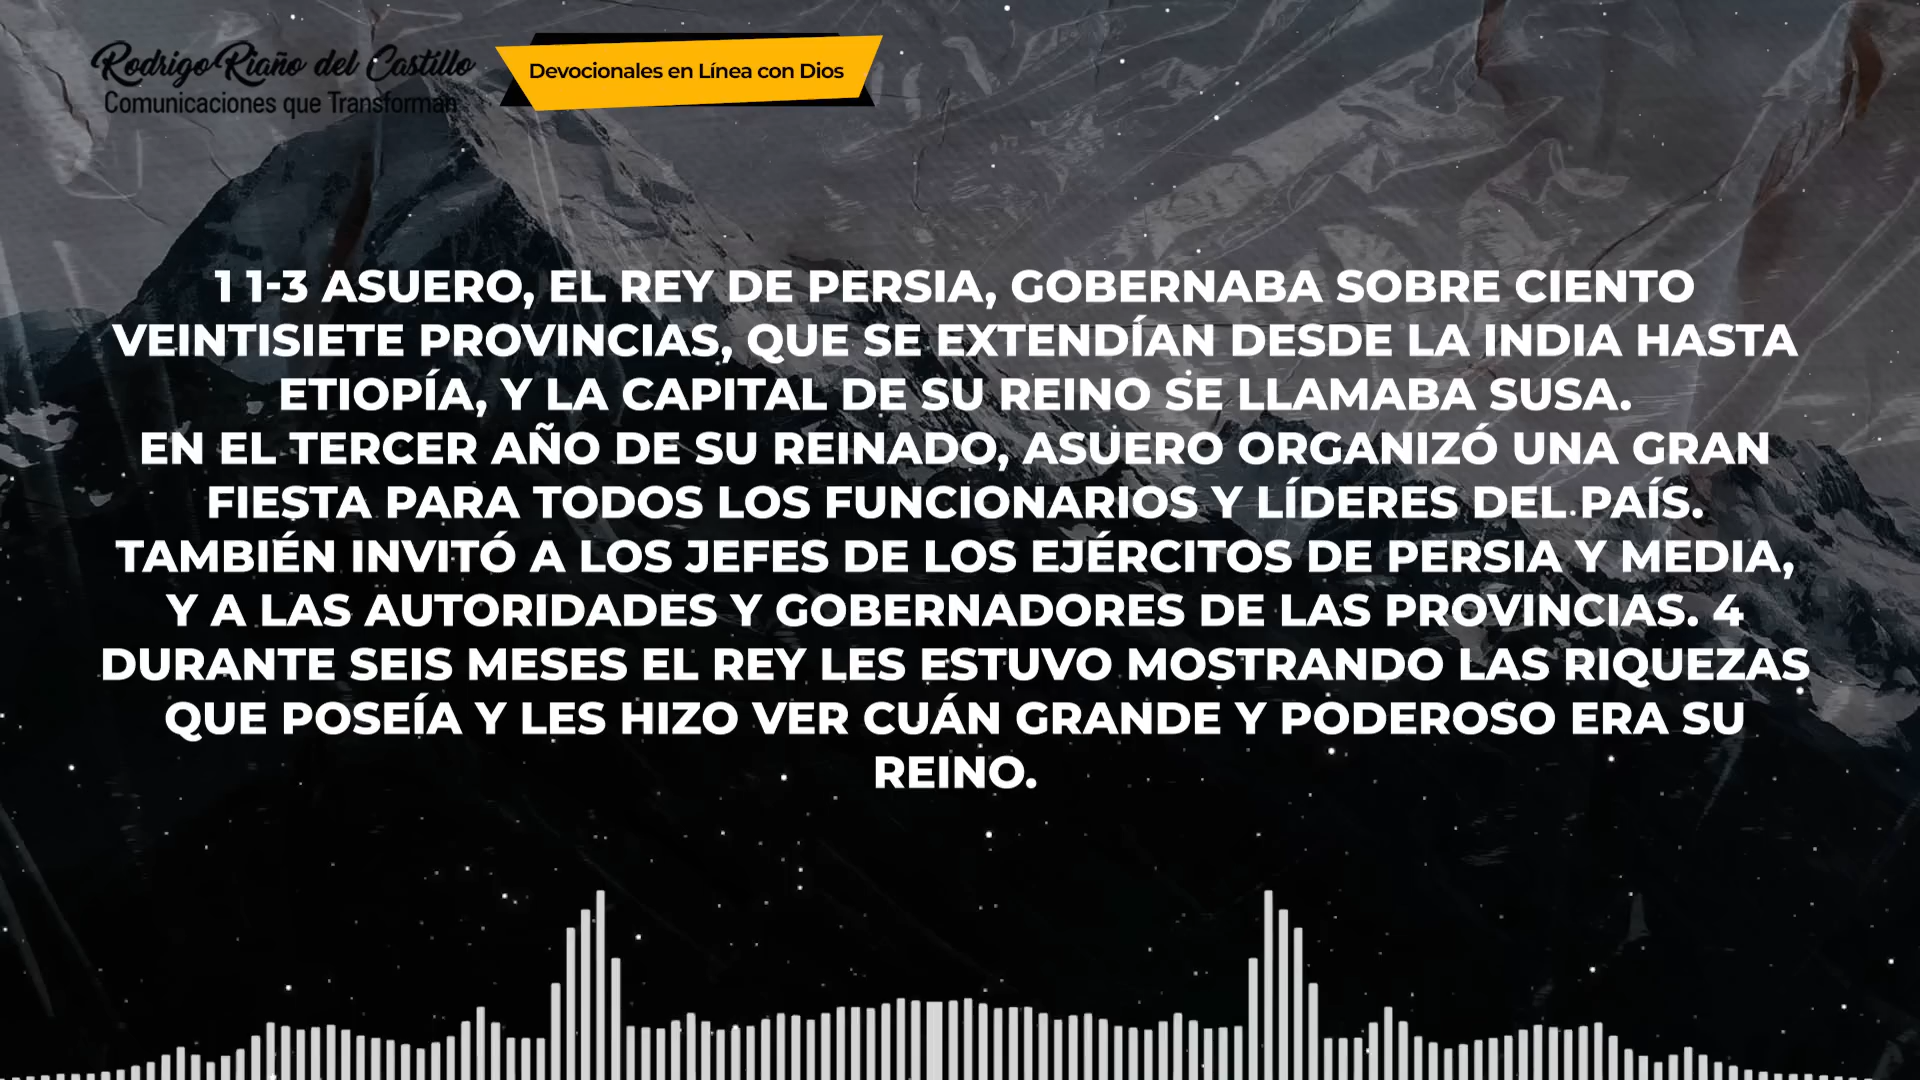 Rodrigo Riaño del Castillo
Comunicaciones que Transforman
Devocionales en Línea con Dios
1 1-3 ASUERO, EL REY DE PERSIA, GOBERNABA SOBRE CIENTO
VEINTISIETE PROVINCIAS, QUE SE EXTENDÍAN DESDE LA INDIA HASTA
ETIOPÍA, Y LA CAPITAL DE SU REINO SE LLAMABA SUSA.
EN EL TERCER AÑO DE SU REINADO, ASUERO ORGANIZÓ UNA GRAN
FIESTA PARA TODOS LOS FUNCIONARIOS Y LÍDERES DEL PAÍS.
TAMBIÉN INVITÓ A LOS JEFES DE LOS EJÉRCITOS DE PERSIA Y MEDIA,
Y A LAS AUTORIDADES Y GOBERNADORES DE LAS PROVINCIAS. 4
DURANTE SEIS MESES EL REY LES ESTUVO MOSTRANDO LAS RIQUEZAS
QUE POSEÍA Y LES HIZO VER CUÁN GRANDE Y PODEROSO ERA SU
REINO.